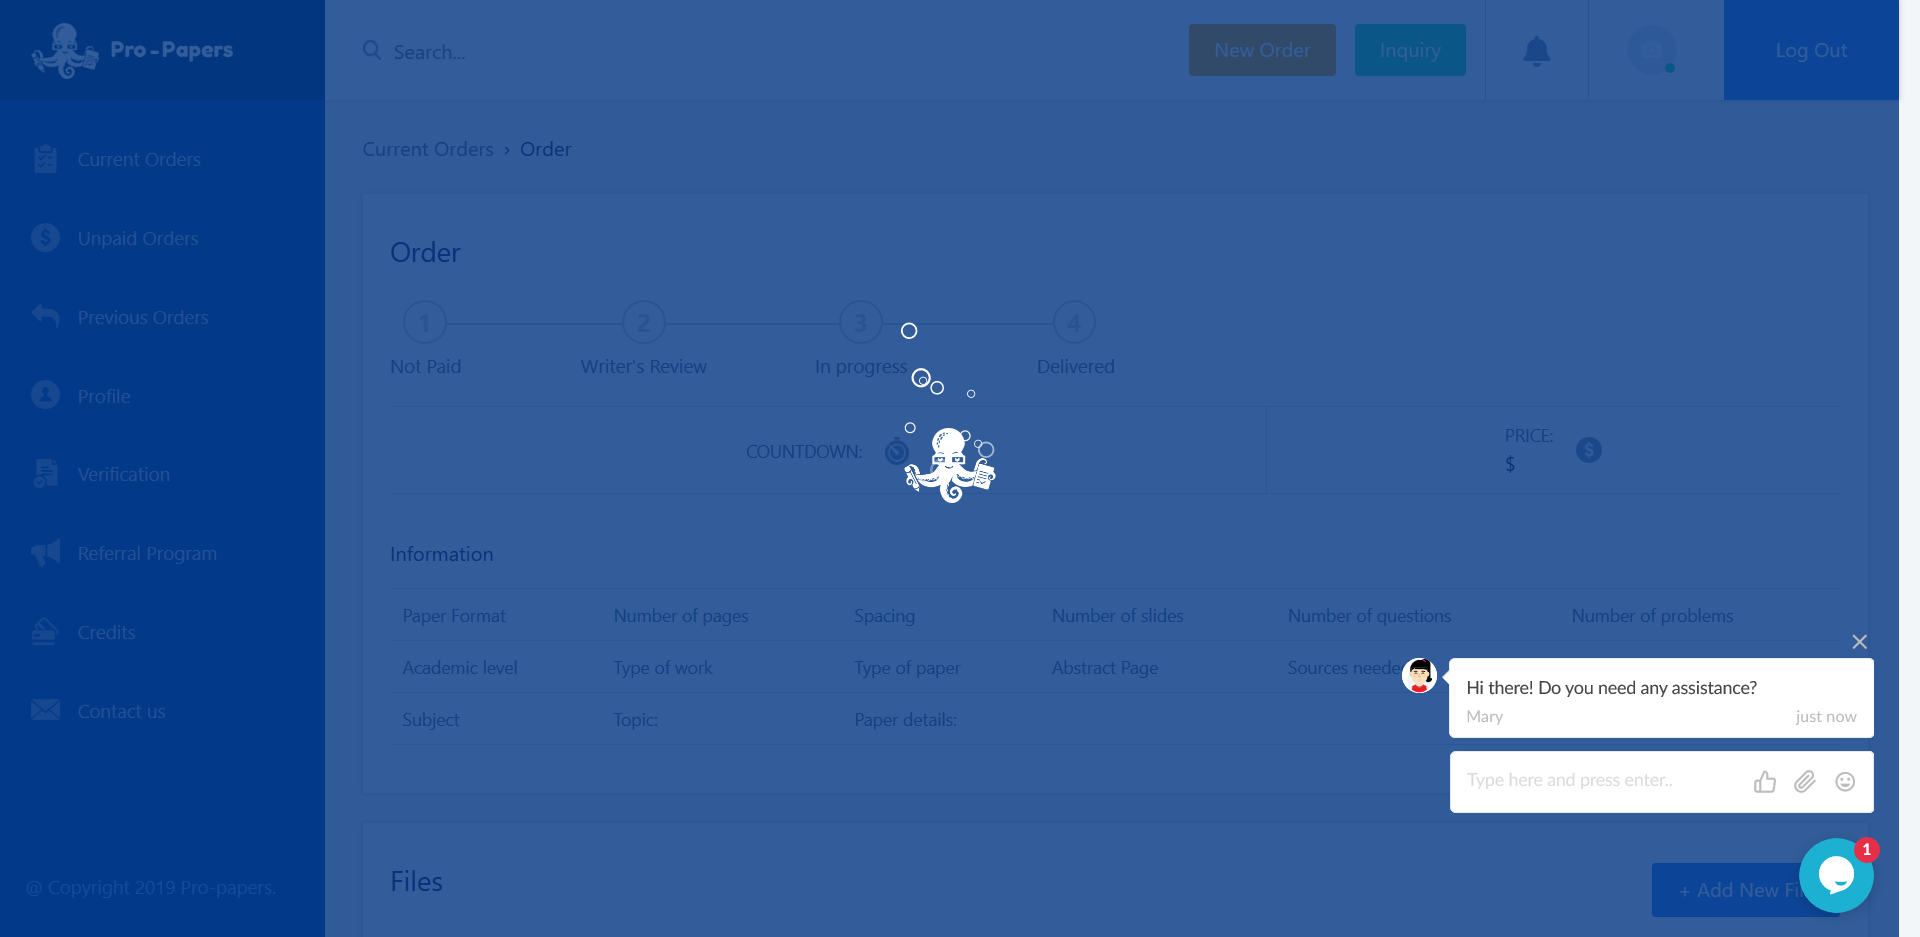 Pro-Papers
Search...
New Order
Inquiry
Log Out
Current Orders
Unpaid Orders
Previous Orders
Profile
Verification
Referral Program
Credits
Contact us
@ Copyright 2019 Pro-papers.
Current Orders › Order
Order
1 2 3 4
Not Paid Writer's Review In progress Delivered
COUNTDOWN:
PRICE:
$
Information
Paper Format Number of pages Spacing Number of slides Number of questions Number of problems
Academic level Type of work Type of paper Abstract Page Sources neede
Subject Topic: Paper details:
Files
+ Add New Fi
Hi there! Do you need any assistance?
Mary just now
Type here and press enter..
1